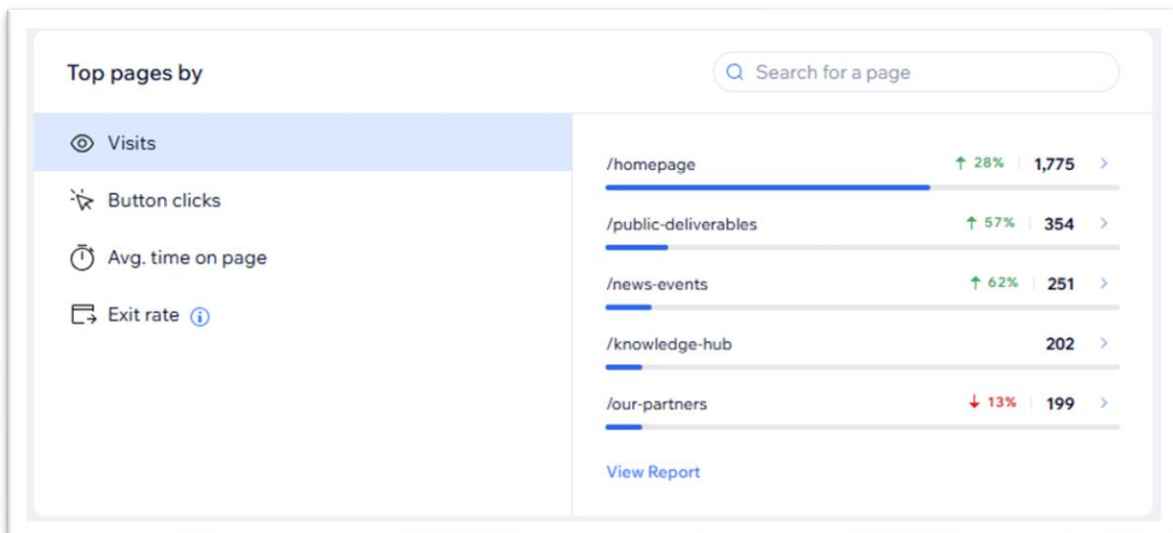 Top pages by
Search for a page
Visits
Button clicks
Avg. time on page
Exit rate
/homepage ↑ 28% 1,775
/public-deliverables ↑ 57% 354
/news-events ↑ 62% 251
/knowledge-hub 202
/our-partners ↓ 13% 199
View Report